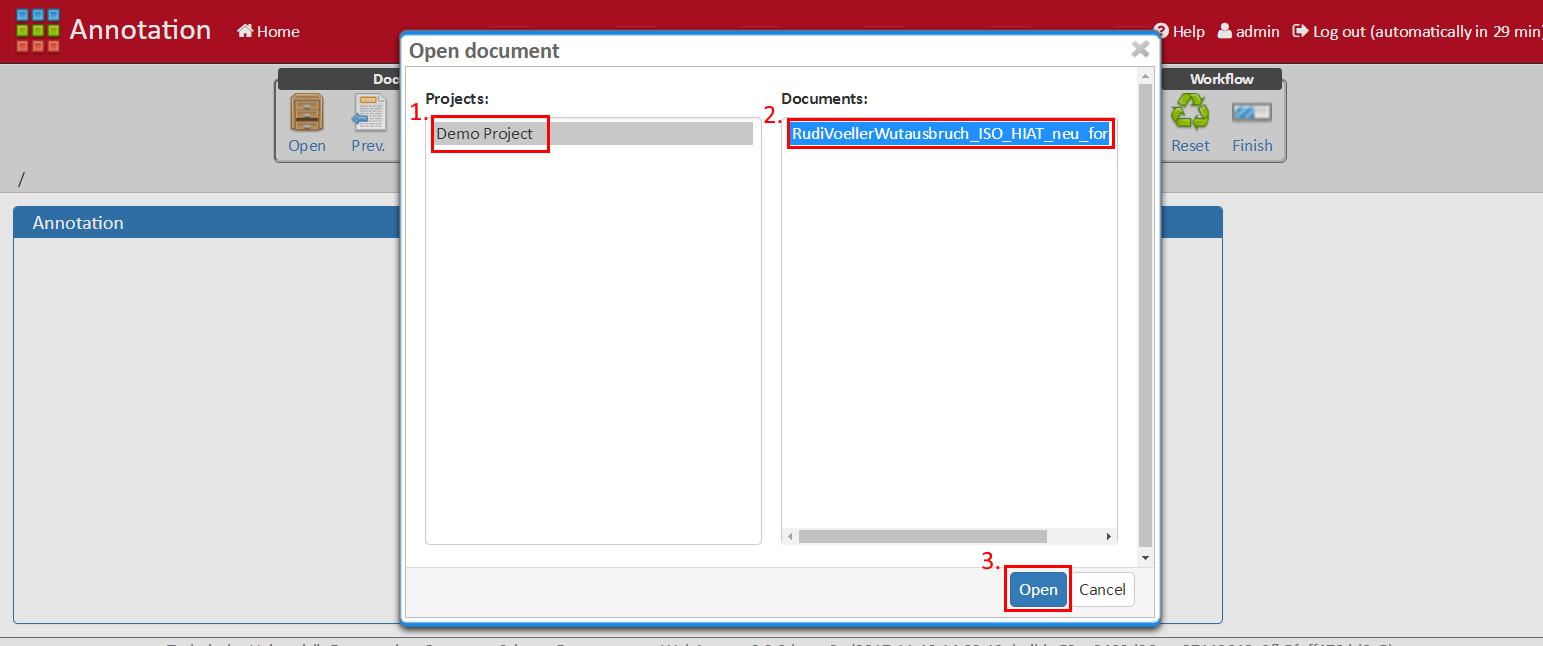 Annotation Home Help admin Log out (automatically in 29 min)
Open document
Doc Workflow
Open Prev. Reset Finish
/
Annotation
Projects: Documents:
1. 2.
Demo Project RudiVoellerWutausbruch_ISO_HIAT_neu_for
3.
Open Cancel